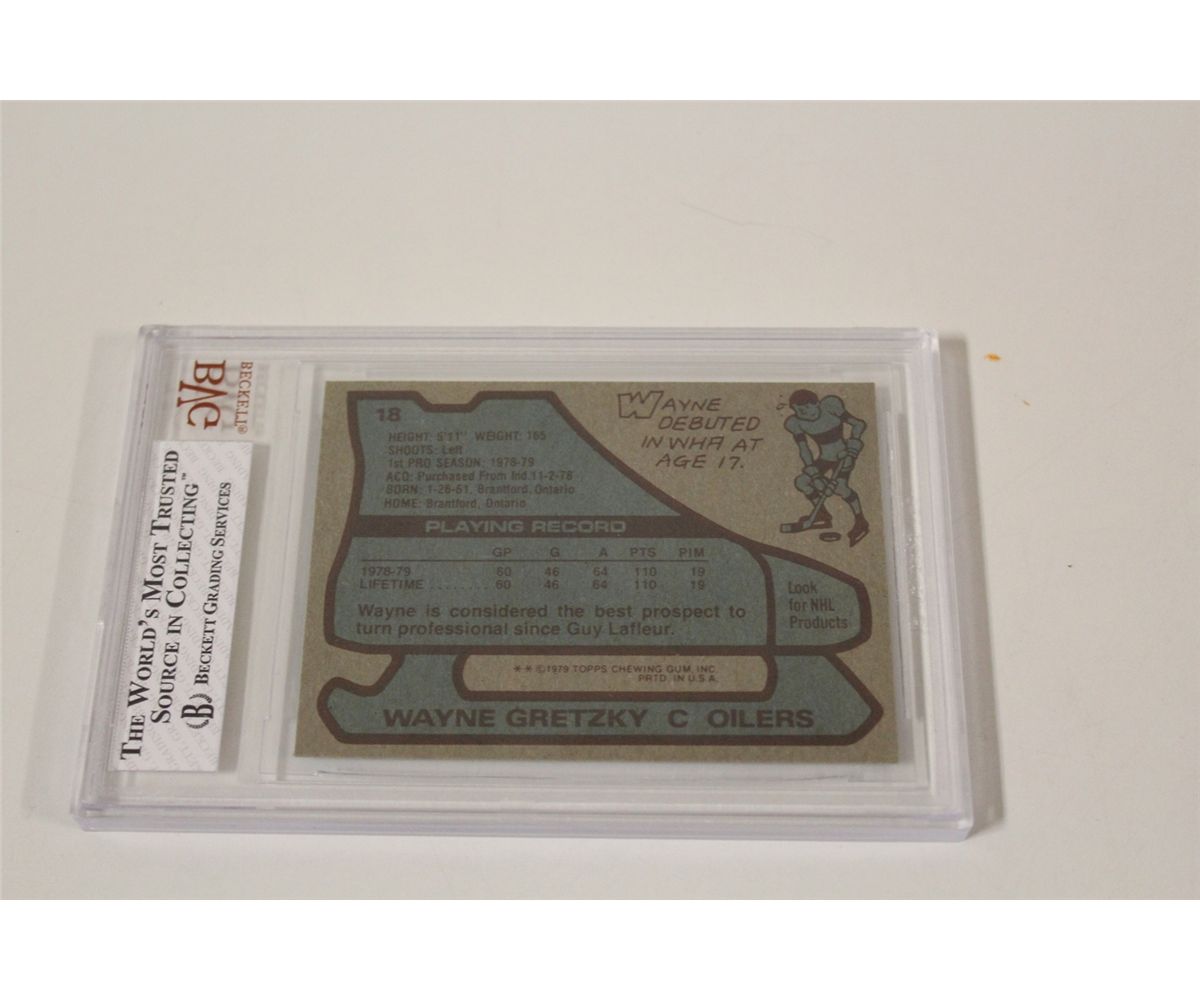 BECKETT®
THE WORLD'S MOST TRUSTED
SOURCE IN COLLECTING™
BECKETT GRADING SERVICES
18
HEIGHT: 5'11" WEIGHT: 165
SHOOTS: Left
1st PRO SEASON: 1978-79
ACQ: Purchased From Ind. 11-2-78
BORN: 1-26-61, Brantford, Ontario
HOME: Brantford, Ontario
WAYNE
DEBUTED
IN WHA AT
AGE 17.
PLAYING RECORD
GP G A PTS PIM
1978-79 60 46 64 110 19
LIFETIME ........ 60 46 64 110 19
Wayne is considered the best prospect to
turn professional since Guy Lafleur.
Look
for NHL
Products
** ©1979 TOPPS CHEWING GUM, INC.
PRTD. IN U.S.A.
WAYNE GRETZKY C OILERS